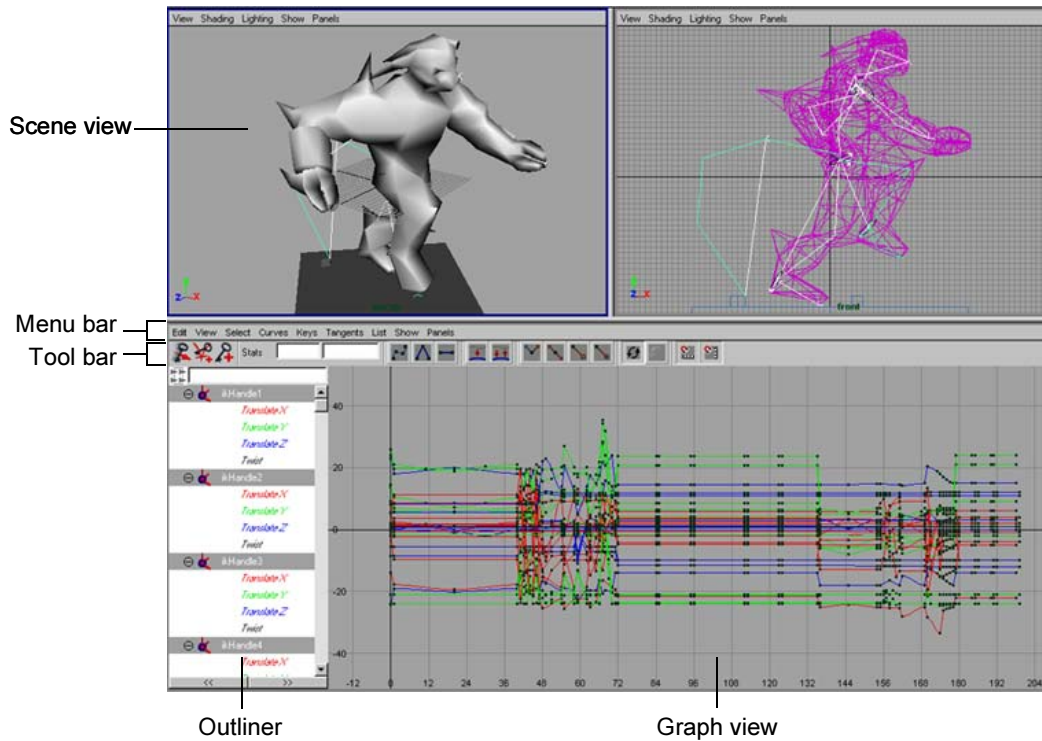 View Shading Lighting Show Panels
View Shading Lighting Show Panels
Scene view
y
z x
persp
y
z x
front
Menu bar
Edit View Select Curves Keys Tangents List Show Panels
Tool bar
Stats
ikHandle1
Translate X
Translate Y
Translate Z
Twist
ikHandle2
Translate X
Translate Y
Translate Z
Twist
ikHandle3
Translate X
Translate Y
Translate Z
Twist
ikHandle4
Translate X
40
20
0
-20
-40
<< >>
-12 0 12 24 36 48 60 72 84 96 108 120 132 144 156 168 180 192 204
Outliner
Graph view